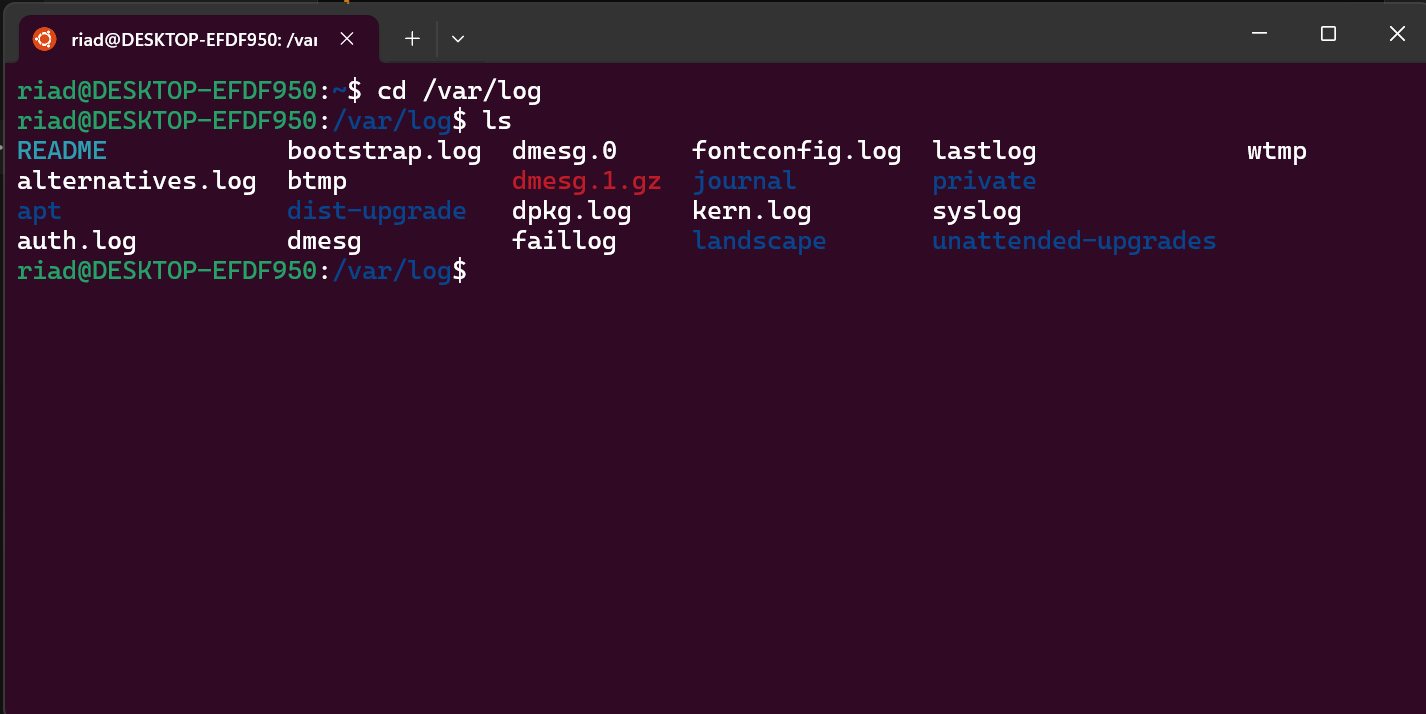 riad@DESKTOP-EFDF950: /var
riad@DESKTOP-EFDF950:~$ cd /var/log
riad@DESKTOP-EFDF950:/var/log$ ls
README            bootstrap.log  dmesg.0     fontconfig.log  lastlog              wtmp
alternatives.log  btmp           dmesg.1.gz  journal         private
apt               dist-upgrade   dpkg.log    kern.log        syslog
auth.log          dmesg          faillog     landscape       unattended-upgrades
riad@DESKTOP-EFDF950:/var/log$